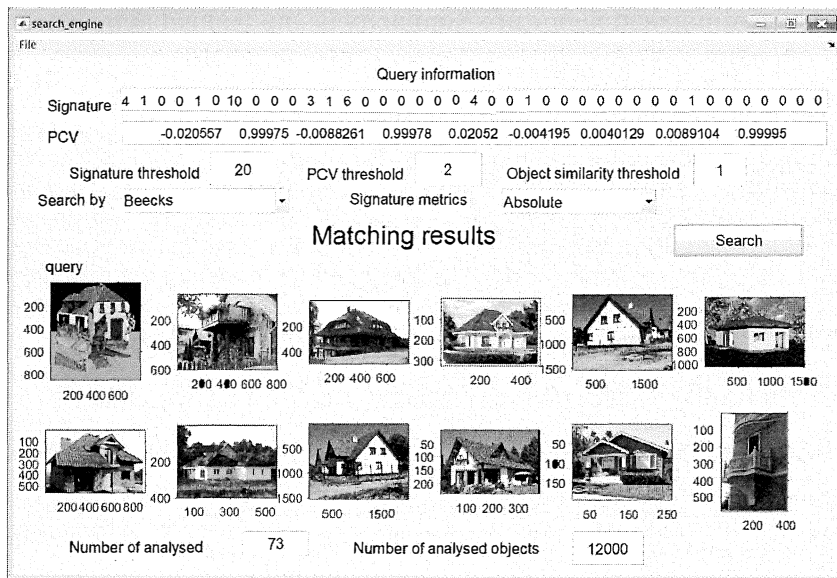 search_engine
File
Query information
Signature 4 1 0 0 1 0 10 0 0 0 3 1 6 0 0 0 0 0 0 4 0 0 1 0 0 0 0 0 0 0 0 1 0 0 0 0 0 0 0
PCV -0.020557 0.99975 -0.0088261 0.99978 0.02052 -0.004195 0.0040129 0.0089104 0.99995
Signature threshold 20 PCV threshold 2 Object similarity threshold 1
Search by Beecks Signature metrics Absolute
Matching results
Search
query
200
400
600
800
200 400 600
200
400
600
200 400 600 800
200
400
200 400 600
100
200
300
200 400
500
1000
1500
500 1500
200
400
600
800
1000
500 1000 1500
100
200
300
400
500
200 400 600 800
200
400
100 300 500
500
1000
1500
500 1500
50
100
150
200
100 200 300
50
100
150
50 150 250
100
200
300
400
500
200 400
Number of analysed 73 Number of analysed objects 12000